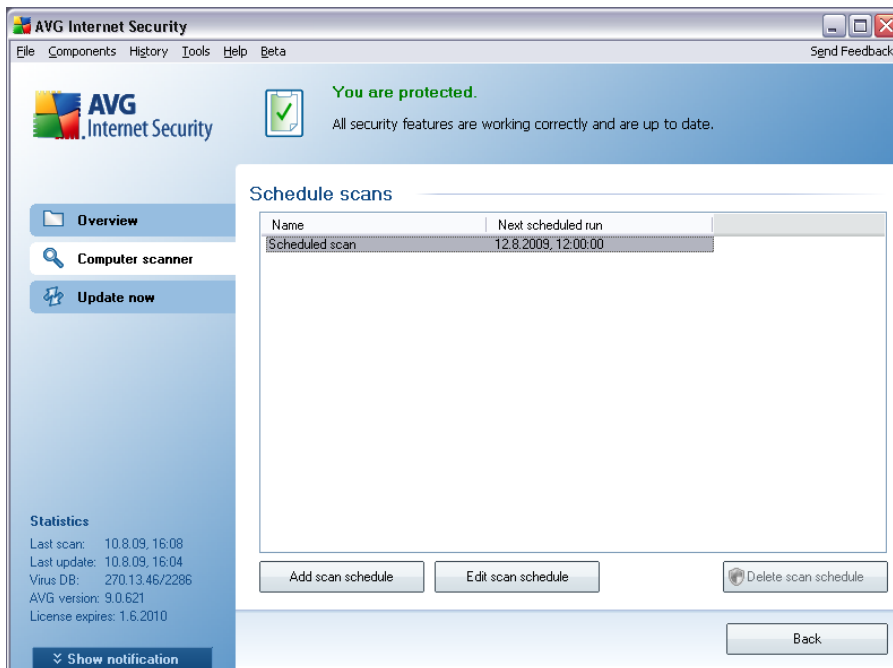 AVG Internet Security
File Components History Tools Help Beta Send Feedback
AVG
Internet Security
You are protected.
All security features are working correctly and are up to date.
Overview
Computer scanner
Update now
Schedule scans
Name Next scheduled run
Scheduled scan 12.8.2009, 12:00:00
Statistics
Last scan: 10.8.09, 16:08
Last update: 10.8.09, 16:04
Virus DB: 270.13.46/2286
AVG version: 9.0.621
License expires: 1.6.2010
Show notification
Add scan schedule Edit scan schedule Delete scan schedule
Back